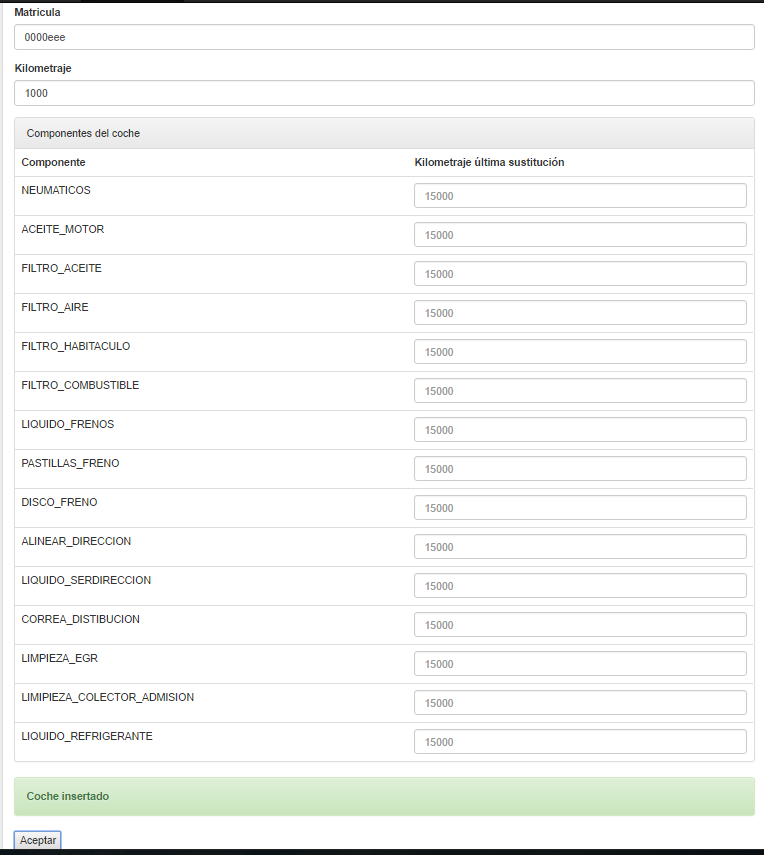 Matricula
0000eee
Kilometraje
1000
Componentes del coche
Componente Kilometraje última sustitución
NEUMATICOS 15000
ACEITE_MOTOR 15000
FILTRO_ACEITE 15000
FILTRO_AIRE 15000
FILTRO_HABITACULO 15000
FILTRO_COMBUSTIBLE 15000
LIQUIDO_FRENOS 15000
PASTILLAS_FRENO 15000
DISCO_FRENO 15000
ALINEAR_DIRECCION 15000
LIQUIDO_SERDIRECCION 15000
CORREA_DISTIBUCION 15000
LIMPIEZA_EGR 15000
LIMIPIEZA_COLECTOR_ADMISION 15000
LIQUIDO_REFRIGERANTE 15000
Coche insertado
Aceptar